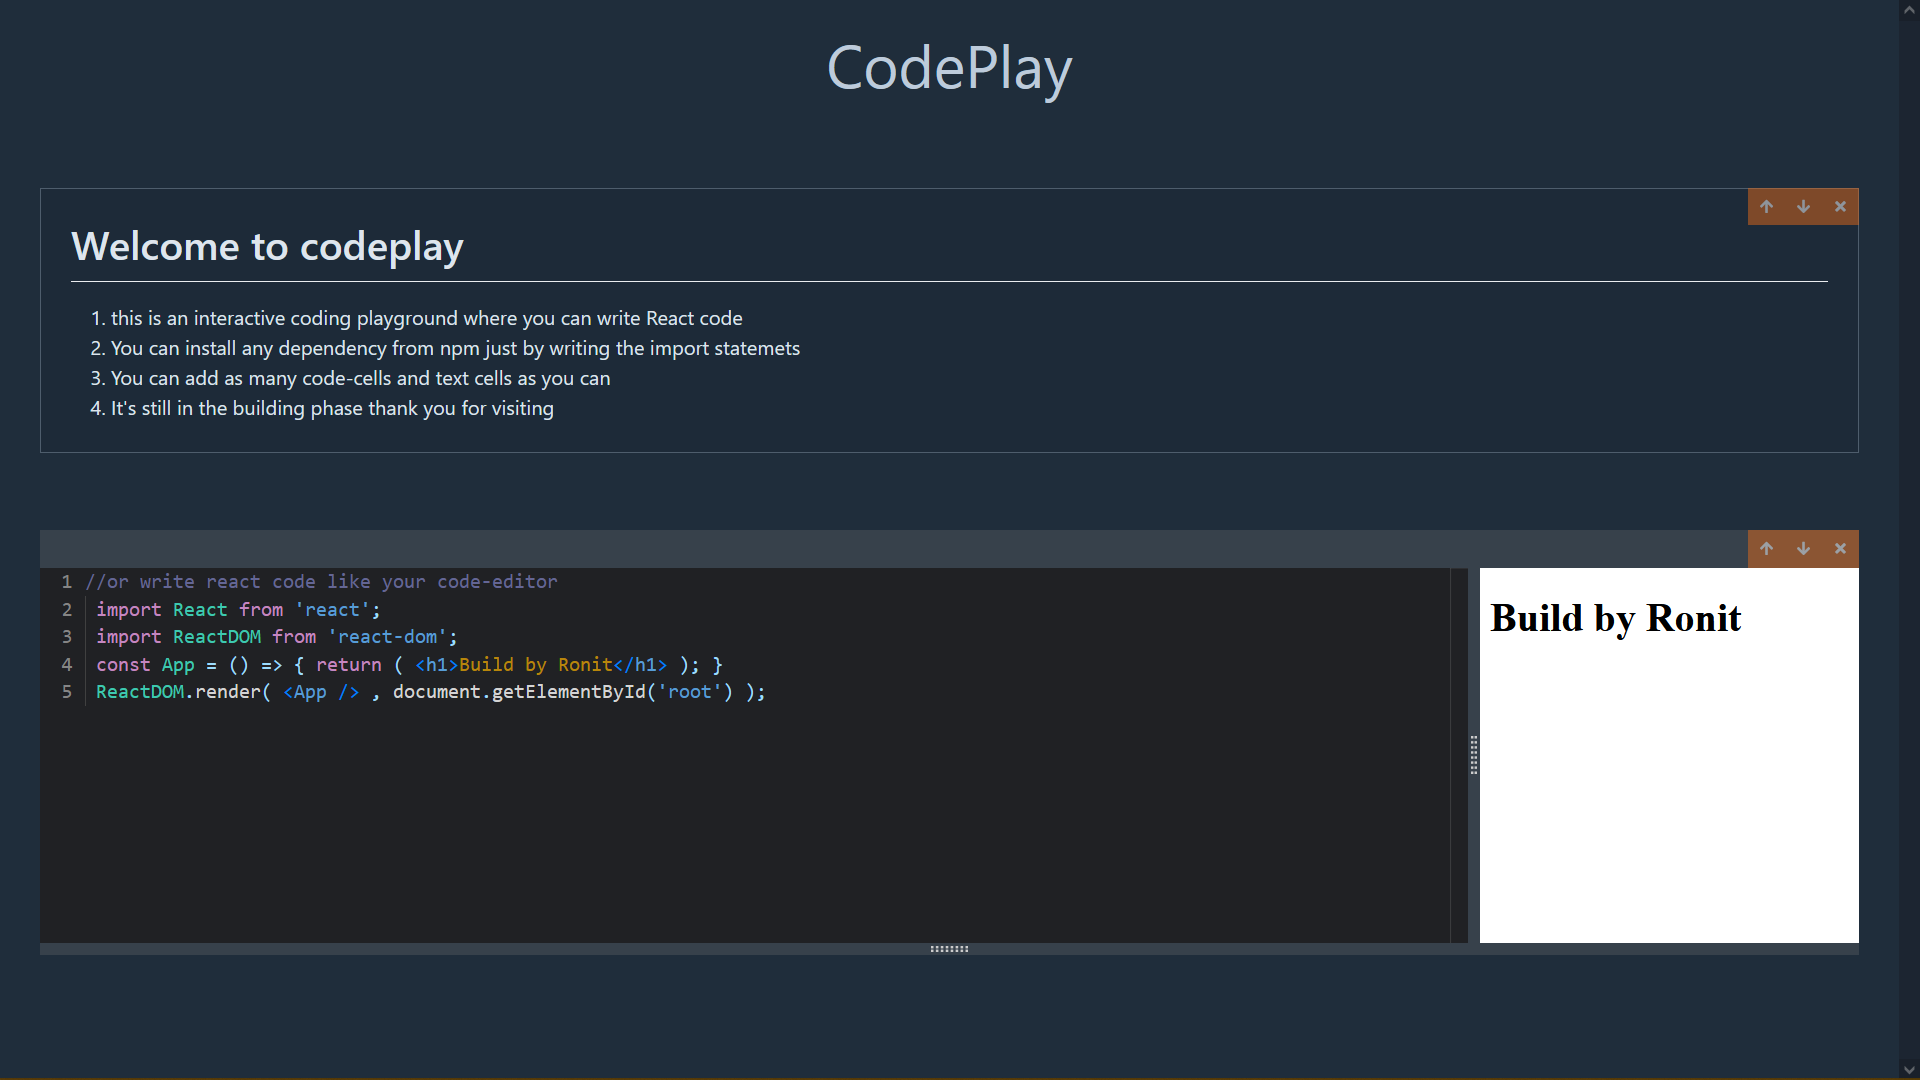 CodePlay
Welcome to codeplay
1. this is an interactive coding playground where you can write React code
2. You can install any dependency from npm just by writing the import statemets
3. You can add as many code-cells and text cells as you can
4. It's still in the building phase thank you for visiting
1 //or write react code like your code-editor
2 import React from 'react';
3 import ReactDOM from 'react-dom';
4 const App = () => { return ( <h1>Build by Ronit</h1> ); }
5 ReactDOM.render( <App /> , document.getElementById('root') );
Build by Ronit